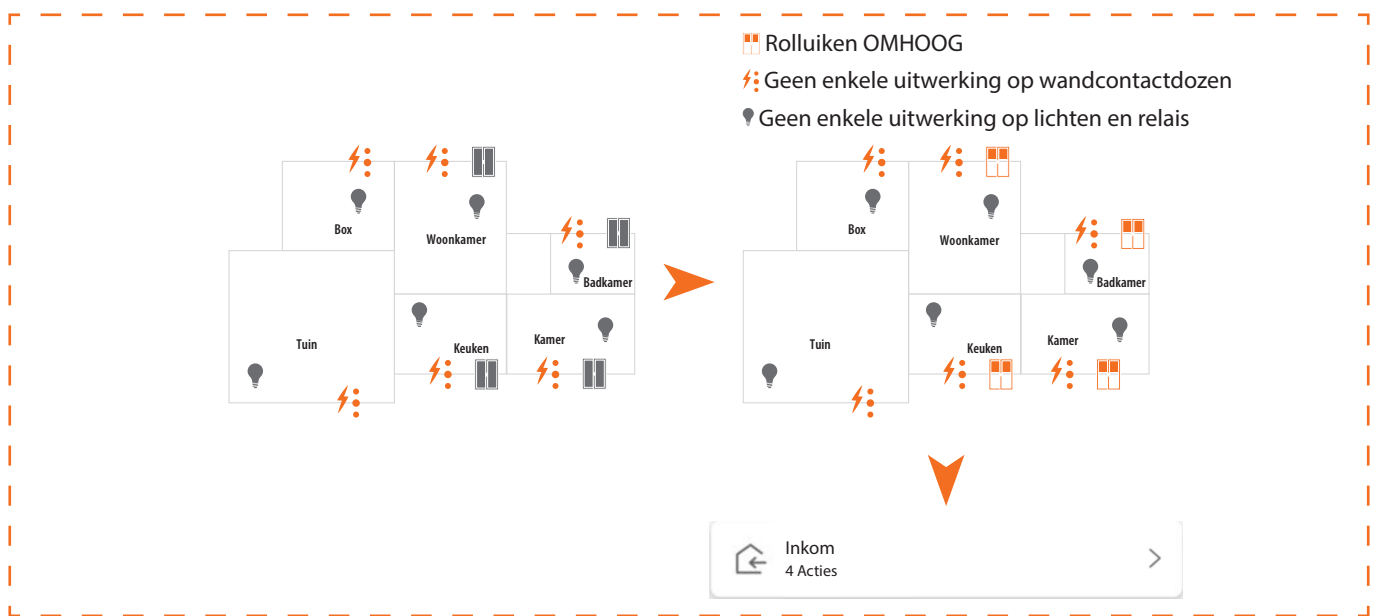 Rolluiken OMHOOG
Geen enkele uitwerking op wandcontactdozen
Geen enkele uitwerking op lichten en relais
Box
Woonkamer
Badkamer
Tuin
Keuken
Kamer
Box
Woonkamer
Badkamer
Tuin
Keuken
Kamer
Inkom
4 Acties